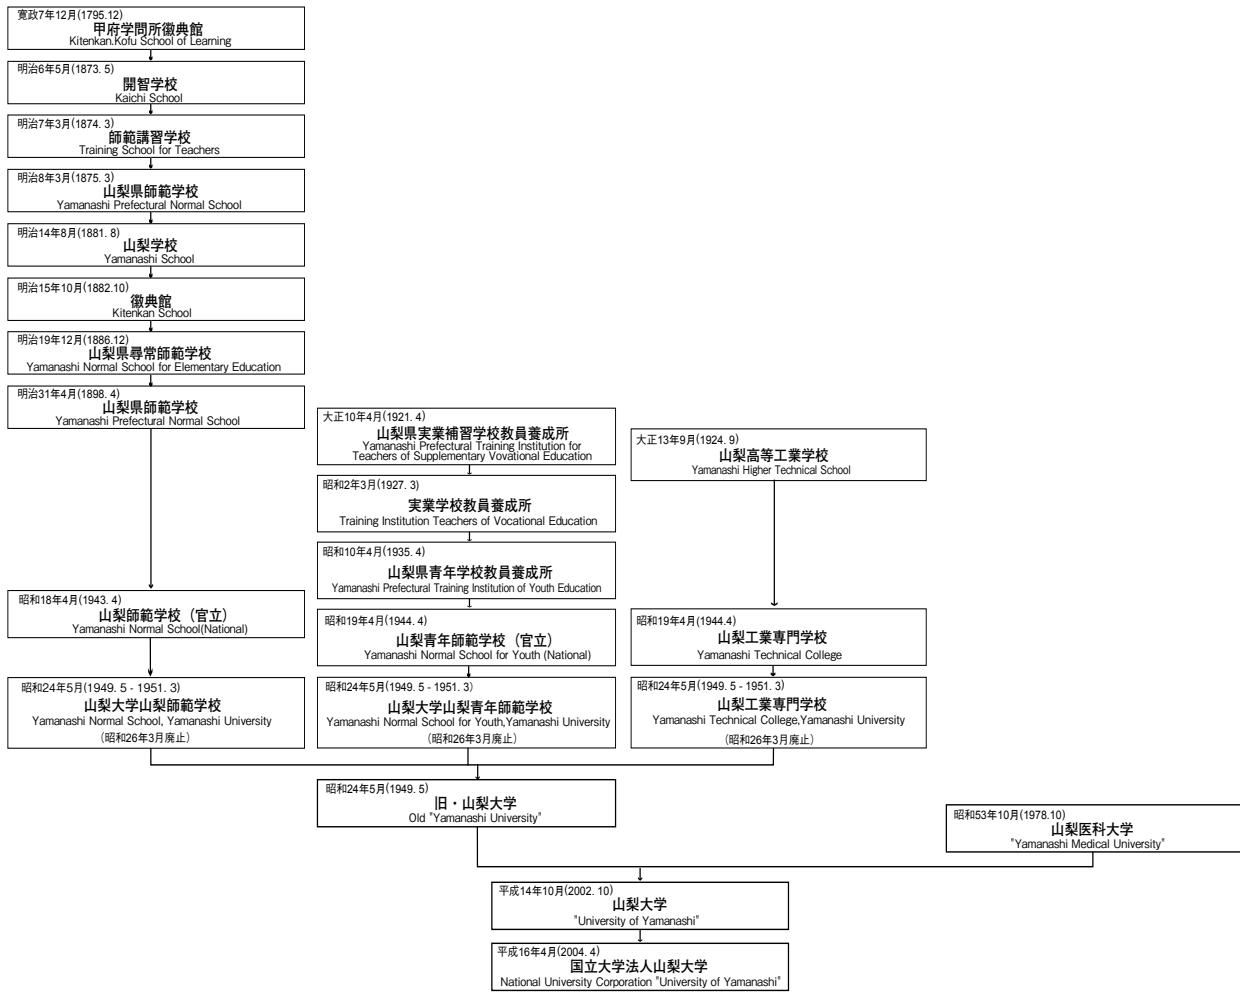 寛政7年12月(1795.12)
甲府学問所徽典館
Kitenkan.Kofu School of Learning
明治6年5月(1873. 5)
開智学校
Kaichi School
明治7年3月(1874. 3)
師範講習学校
Training School for Teachers
明治8年3月(1875. 3)
山梨県師範学校
Yamanashi Prefectural Normal School
明治14年8月(1881. 8)
山梨学校
Yamanashi School
明治15年10月(1882.10)
徽典館
Kitenkan School
明治19年12月(1886.12)
山梨県尋常師範学校
Yamanashi Normal School for Elementary Education
明治31年4月(1898. 4)
山梨県師範学校
Yamanashi Prefectural Normal School
昭和18年4月(1943. 4)
山梨師範学校（官立）
Yamanashi Normal School(National)
昭和24年5月(1949. 5 - 1951. 3)
山梨大学山梨師範学校
Yamanashi Normal School, Yamanashi University
(昭和26年3月廃止)
大正10年4月(1921. 4)
山梨県実業補習学校教員養成所
Yamanashi Prefectural Training Institution for
Teachers of Supplementary Vovational Education
昭和2年3月(1927. 3)
実業学校教員養成所
Training Institution Teachers of Vocational Education
昭和10年4月(1935. 4)
山梨県青年学校教員養成所
Yamanashi Prefectural Training Institution of Youth Education
昭和19年4月(1944. 4)
山梨青年師範学校（官立）
Yamanashi Normal School for Youth (National)
昭和24年5月(1949. 5 - 1951. 3)
山梨大学山梨青年師範学校
Yamanashi Normal School for Youth,Yamanashi University
(昭和26年3月廃止)
大正13年9月(1924. 9)
山梨高等工業学校
Yamanashi Higher Technical School
昭和19年4月(1944.4)
山梨工業専門学校
Yamanashi Technical College
昭和24年5月(1949. 5 - 1951. 3)
山梨工業専門学校
Yamanashi Technical College,Yamanashi University
(昭和26年3月廃止)
昭和24年5月(1949. 5)
旧・山梨大学
Old "Yamanashi University"
昭和53年10月(1978.10)
山梨医科大学
"Yamanashi Medical University"
平成14年10月(2002. 10)
山梨大学
"University of Yamanashi"
平成16年4月(2004. 4)
国立大学法人山梨大学
National University Corporation "University of Yamanashi"